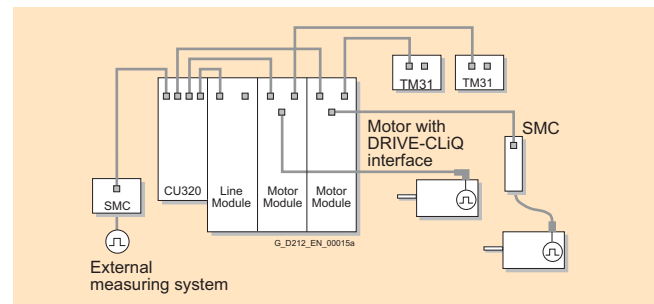 TM31
TM31
Motor with
DRIVE-CLiQ
interface
SMC
CU320
Line
Module
Motor
Module
Motor
Module
SMC
G_D212_EN_00015a
External
measuring system